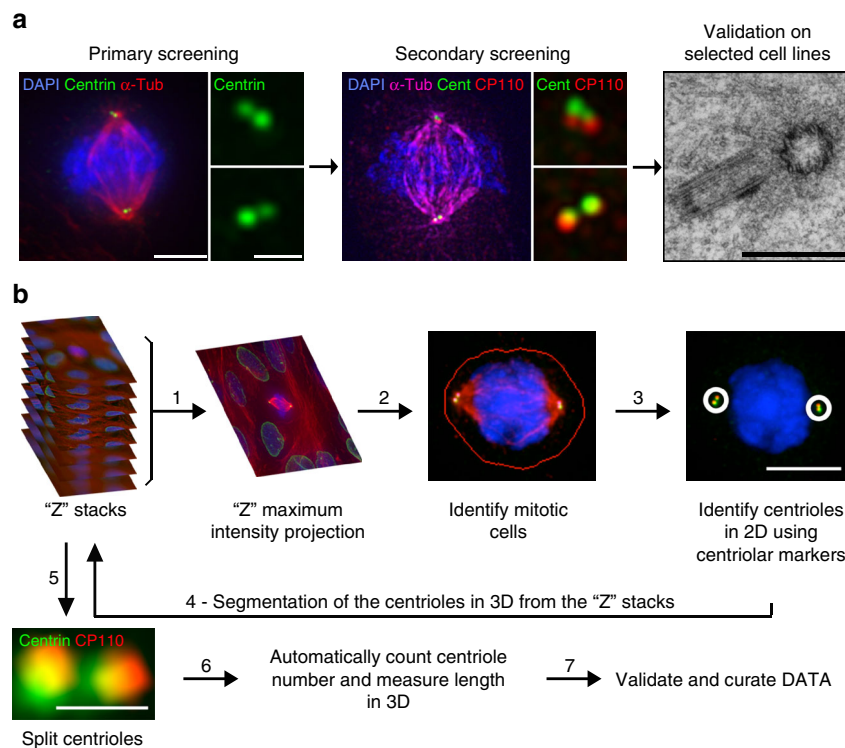 a
Primary screening
Secondary screening
Validation on
selected cell lines
DAPI Centrin α-Tub
Centrin
DAPI α-Tub Cent CP110
Cent CP110
b
1
2
3
"Z" stacks
"Z" maximum
intensity projection
Identify mitotic
cells
Identify centrioles
in 2D using
centriolar markers
5
4 - Segmentation of the centrioles in 3D from the "Z" stacks
Centrin CP110
6
Automatically count centriole
number and measure length
in 3D
7
Validate and curate DATA
Split centrioles